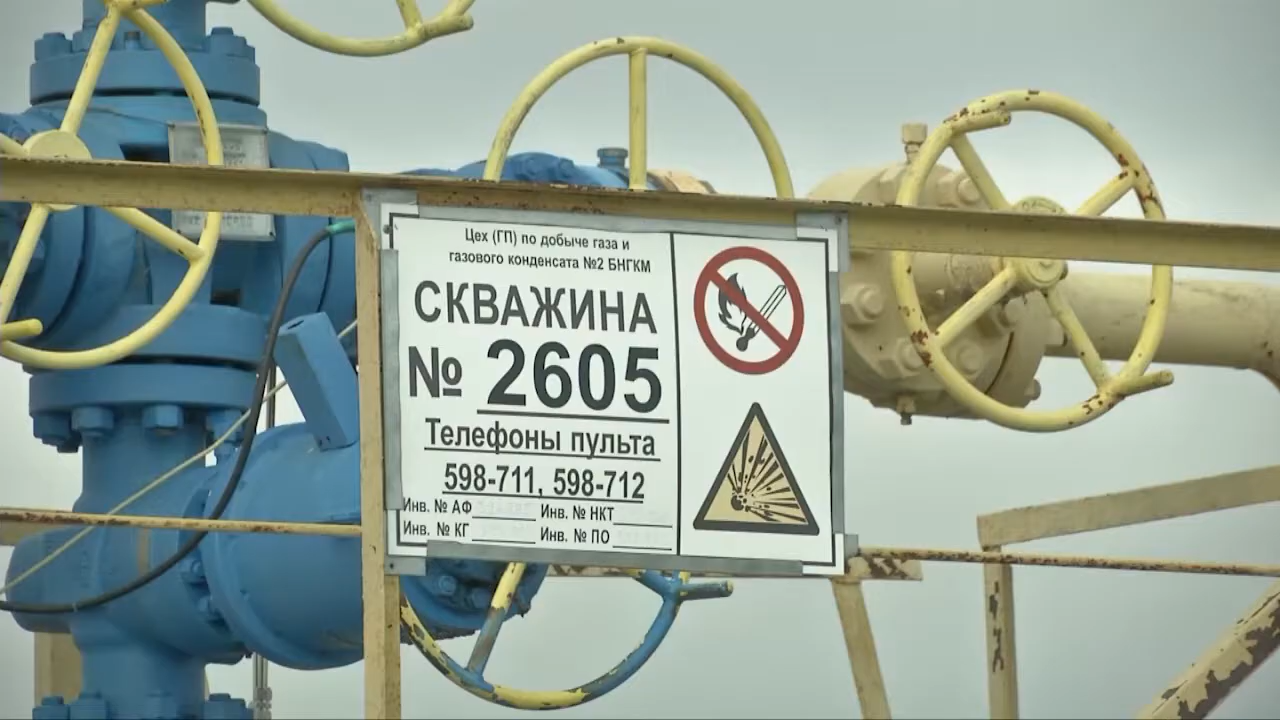 Цех (ГП) по добыче газа и
газового конденсата №2 БНГКМ
СКВАЖИНА
№ 2605
Телефоны пульта
598-711, 598-712
Инв. № АФ Инв. № НКТ
Инв. № КГ Инв. № ПО